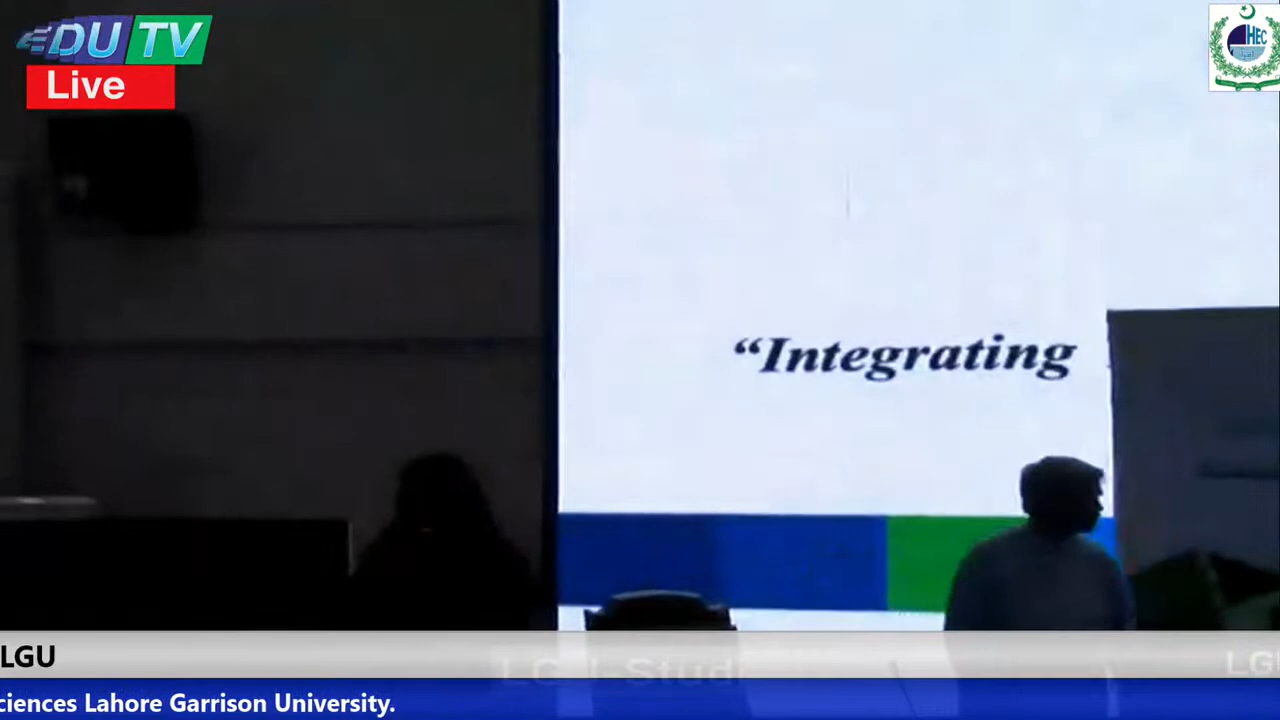 EDU TV
Live
HEC
“Integrating
LGU
ciences Lahore Garrison University.